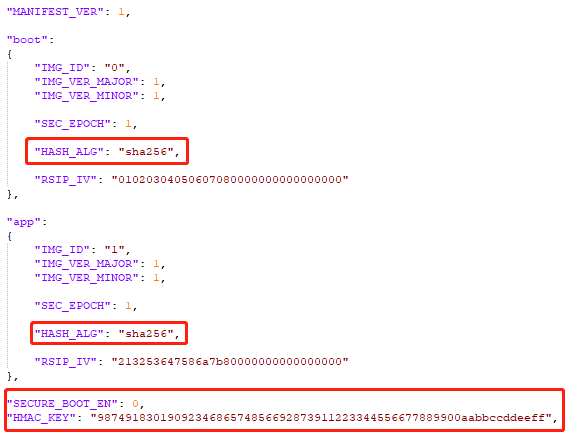 "MANIFEST_VER": 1,
"boot":
{
"IMG_ID": "0",
"IMG_VER_MAJOR": 1,
"IMG_VER_MINOR": 1,
"SEC_EPOCH": 1,
"HASH_ALG": "sha256",
"RSIP_IV": "01020304050607080000000000000000"
},
"app":
{
"IMG_ID": "1",
"IMG_VER_MAJOR": 1,
"IMG_VER_MINOR": 1,
"SEC_EPOCH": 1,
"HASH_ALG": "sha256",
"RSIP_IV": "213253647586a7b80000000000000000"
},
"SECURE_BOOT_EN": 0,
"HMAC_KEY": "9874918301909234686574856692873911223344556677889900aabbccddeeff",